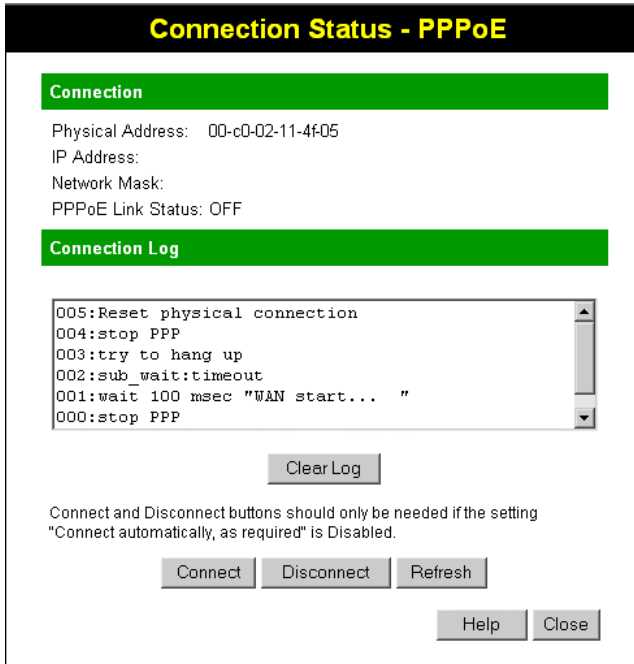 Connection Status - PPPoE
Connection
Physical Address: 00-c0-02-11-4f-05
IP Address:
Network Mask:
PPPoE Link Status: OFF
Connection Log
005:Reset physical connection
004:stop PPP
003:try to hang up
002:sub_wait:timeout
001:wait 100 msec "WAN start... "
000:stop PPP
Clear Log
Connect and Disconnect buttons should only be needed if the setting
"Connect automatically, as required" is Disabled.
Connect Disconnect Refresh
Help Close